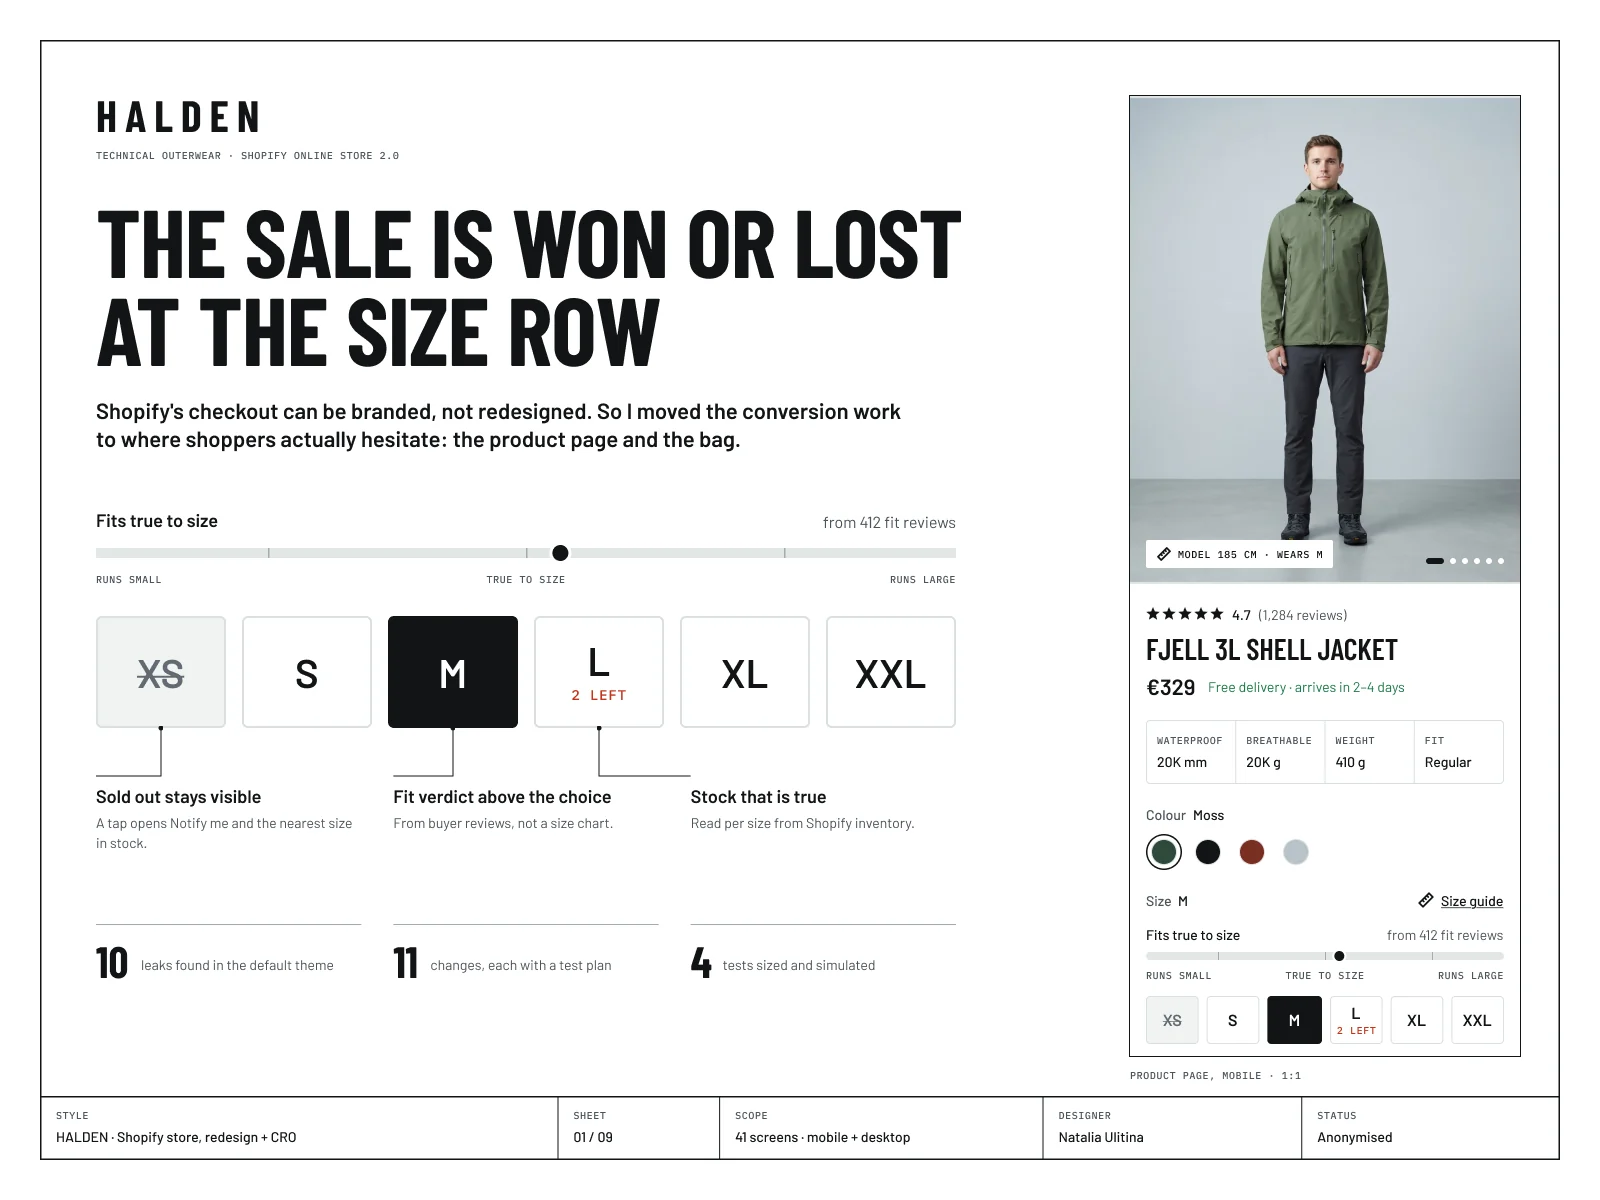 HALDEN
TECHNICAL OUTERWEAR · SHOPIFY ONLINE STORE 2.0
THE SALE IS WON OR LOST
AT THE SIZE ROW
Shopify's checkout can be branded, not redesigned. So I moved the conversion work
to where shoppers actually hesitate: the product page and the bag.
Fits true to size
from 412 fit reviews
RUNS SMALL
TRUE TO SIZE
RUNS LARGE
XS
S
M
L
2 LEFT
XL
XXL
Sold out stays visible
A tap opens Notify me and the nearest size
in stock.
Fit verdict above the choice
From buyer reviews, not a size chart.
Stock that is true
Read per size from Shopify inventory.
10 leaks found in the default theme
11 changes, each with a test plan
4 tests sized and simulated
MODEL 185 CM · WEARS M
4.7 (1,284 reviews)
FJELL 3L SHELL JACKET
€329 Free delivery · arrives in 2–4 days
WATERPROOF
20K mm
BREATHABLE
20K g
WEIGHT
410 g
FIT
Regular
Colour Moss
Size M
Size guide
Fits true to size
from 412 fit reviews
RUNS SMALL
TRUE TO SIZE
RUNS LARGE
XS
S
M
L
2 LEFT
XL
XXL
PRODUCT PAGE, MOBILE · 1:1
STYLE
HALDEN · Shopify store, redesign + CRO
SHEET
01 / 09
SCOPE
41 screens · mobile + desktop
DESIGNER
Natalia Ulitina
STATUS
Anonymised